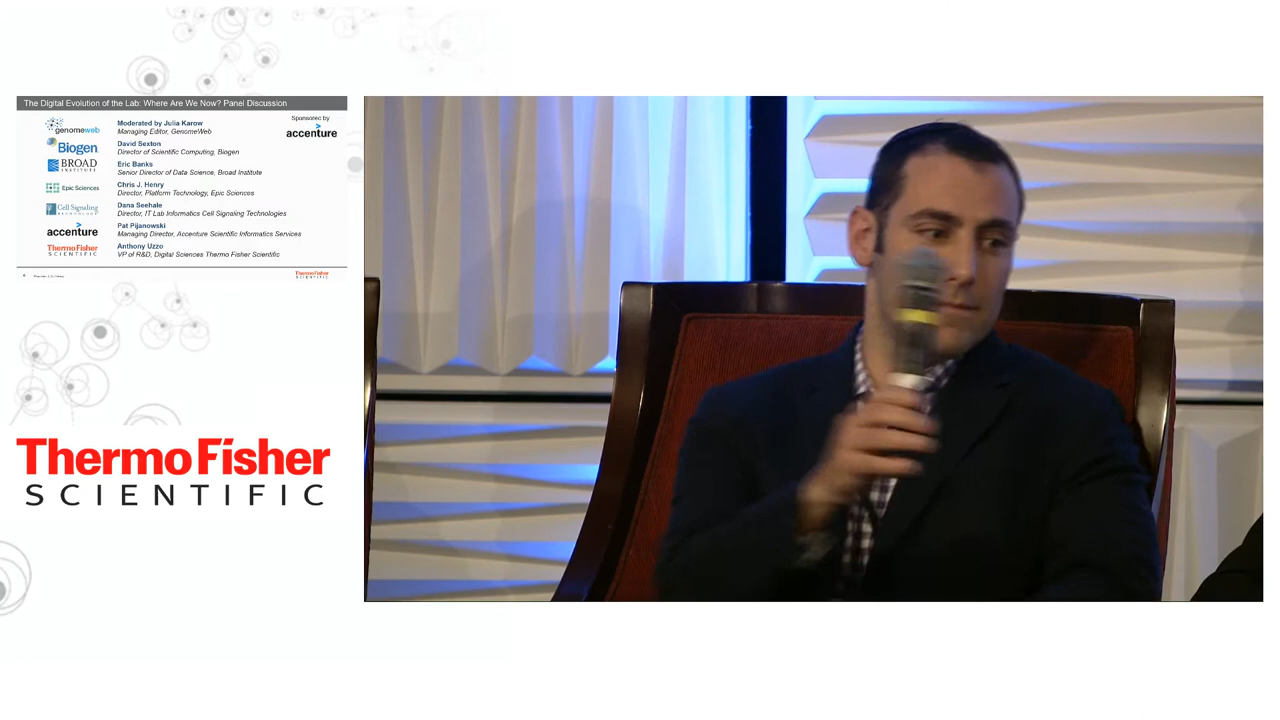 The Digital Evolution of the Lab: Where Are We Now? Panel Discussion
genomeweb
Moderated by Julia Karow
Managing Editor, GenomeWeb
Sponsored by
accenture
Biogen
David Sexton
Director of Scientific Computing, Biogen
BROAD
INSTITUTE
Eric Banks
Senior Director of Data Science, Broad Institute
Epic Sciences
Chris J. Henry
Director, Platform Technology, Epic Sciences
Cell Signaling
TECHNOLOGY
Dana Seehale
Director, IT Lab Informatics Cell Signaling Technologies
accenture
Pat Pijanowski
Managing Director, Accenture Scientific Informatics Services
ThermoFisher
SCIENTIFIC
Anthony Uzzo
VP of R&D, Digital Sciences Thermo Fisher Scientific
ThermoFisher
SCIENTIFIC
ThermoFisher
SCIENTIFIC